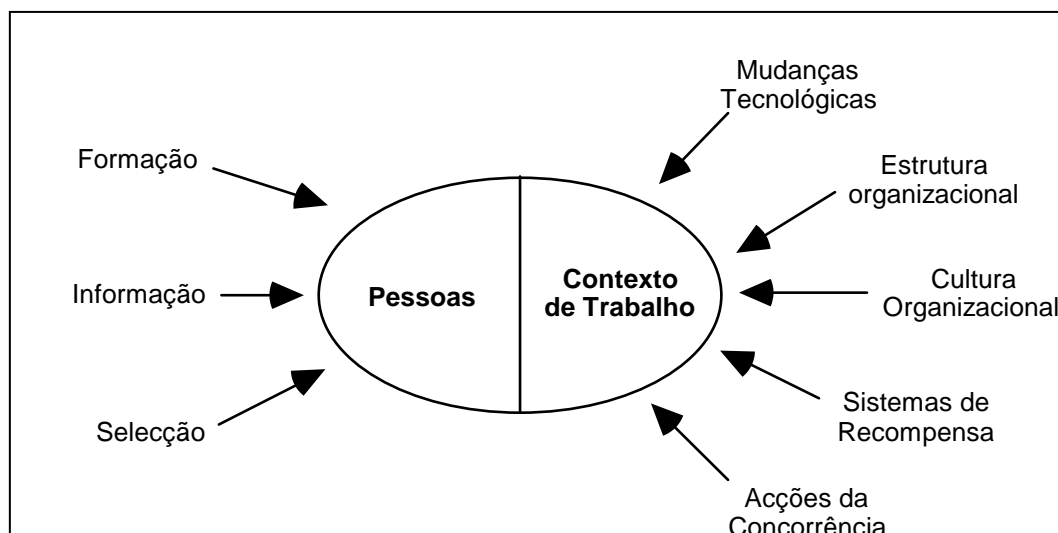 Mudanças
Tecnológicas
Formação
Estrutura
organizacional
Informação
Pessoas
Contexto
de Trabalho
Cultura
Organizacional
Selecção
Sistemas de
Recompensa
Acções da
Concorrência